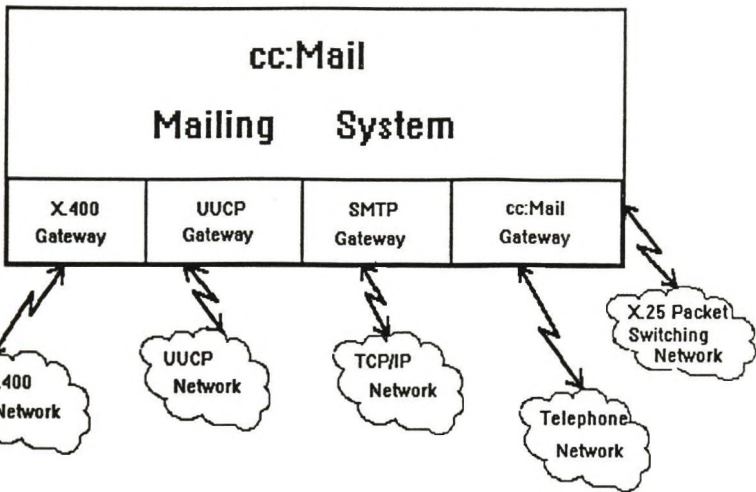 cc:Mail
Mailing System
X.400
Gateway
UUCP
Gateway
SMTP
Gateway
cc:Mail
Gateway
.400
Network
UUCP
Network
TCP/IP
Network
Telephone
Network
X.25 Packet
Switching
Network